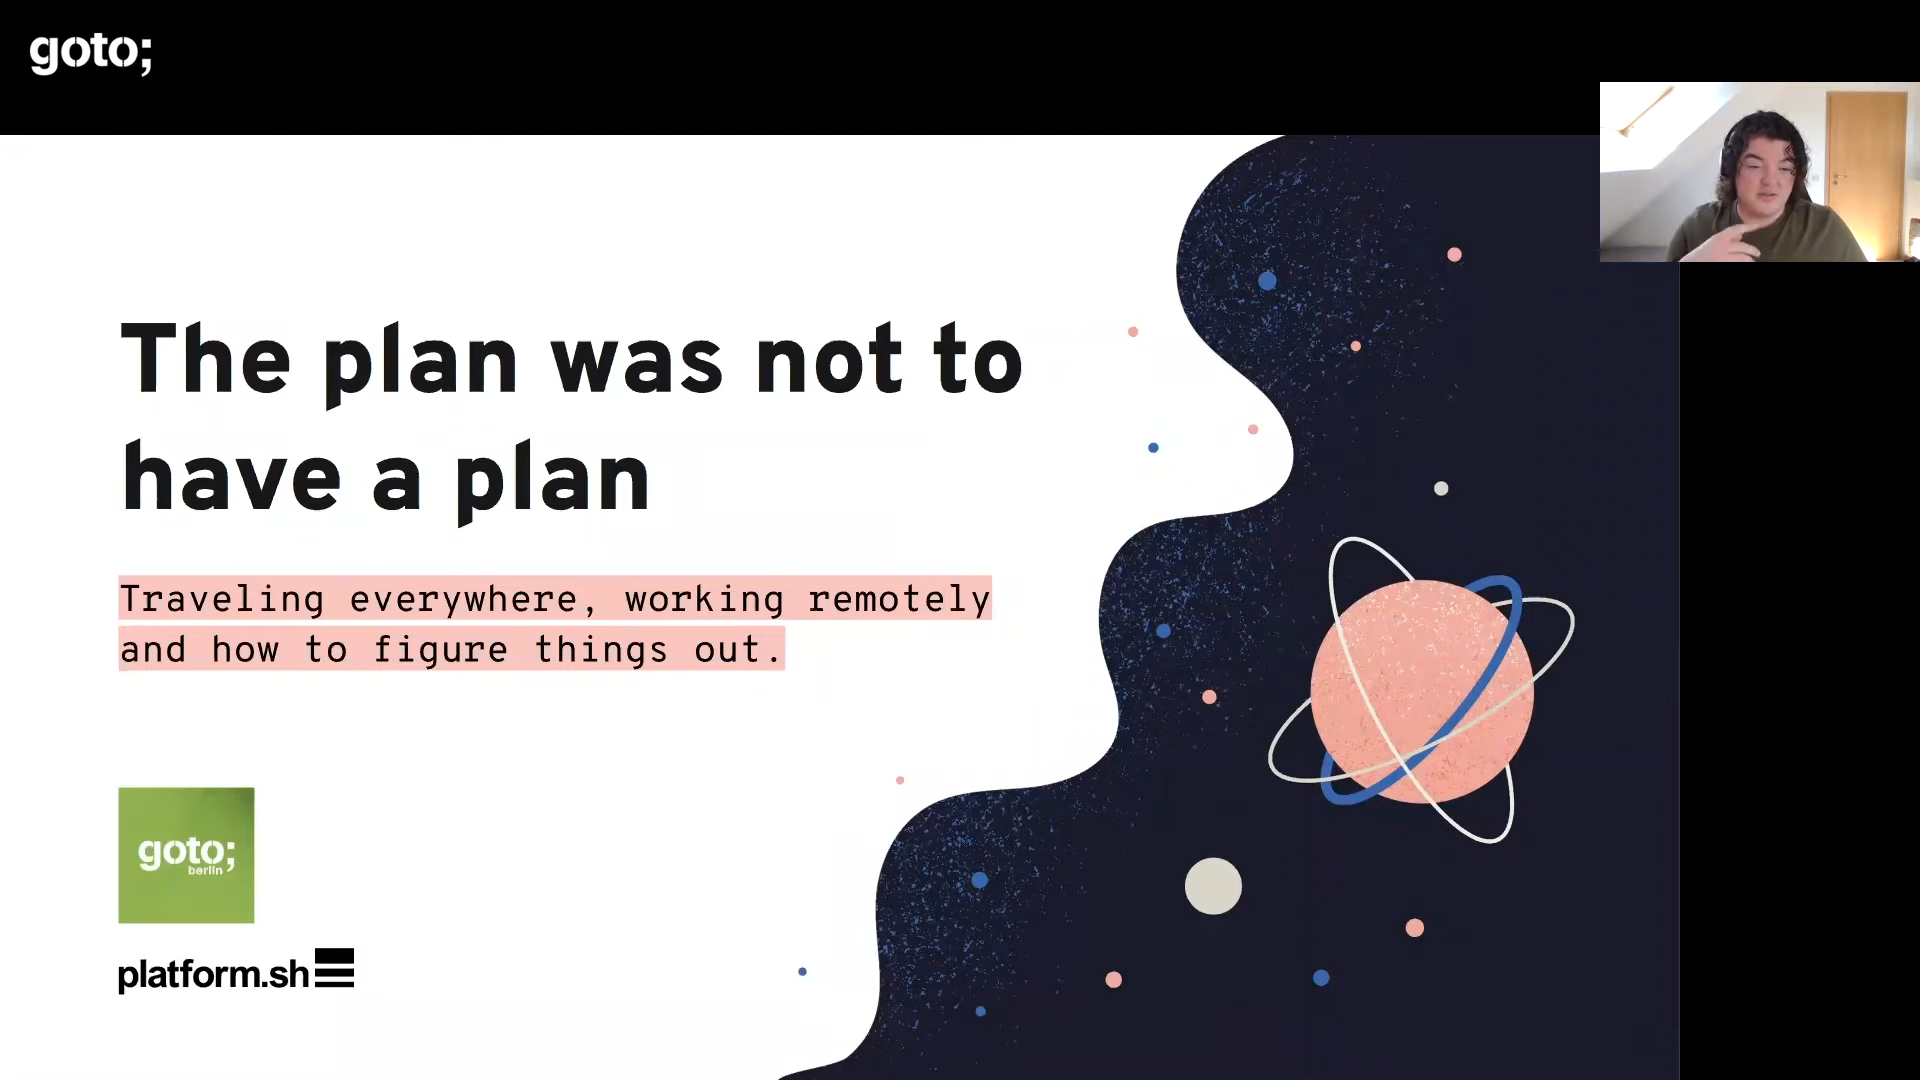 goto;
The plan was not to
have a plan
Traveling everywhere, working remotely
and how to figure things out.
goto;
berlin
platform.sh